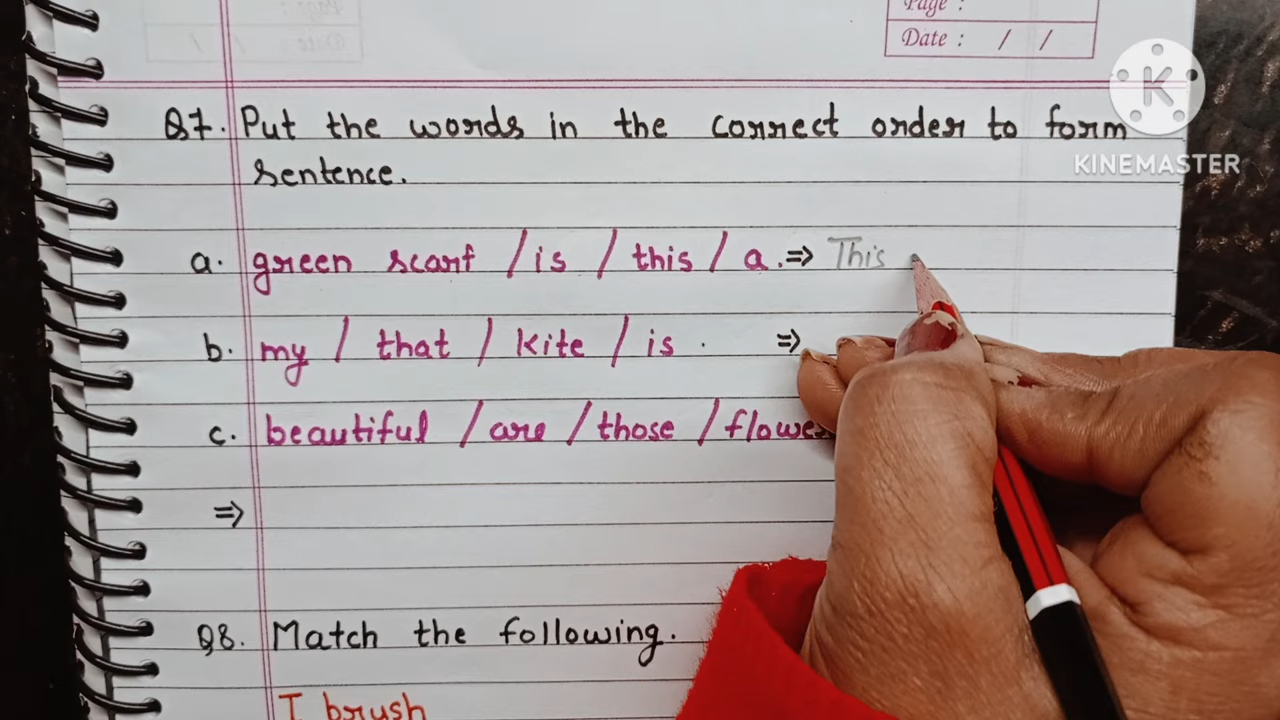 Page :
Date : / /
KINEMASTER
Q7. Put the words in the correct order to form
sentence.
a. green scarf / is / this / a. ⇒ This
b. my / that / kite / is . ⇒
c. beautiful / are / those /
⇒
Q8. Match the following.
I brush